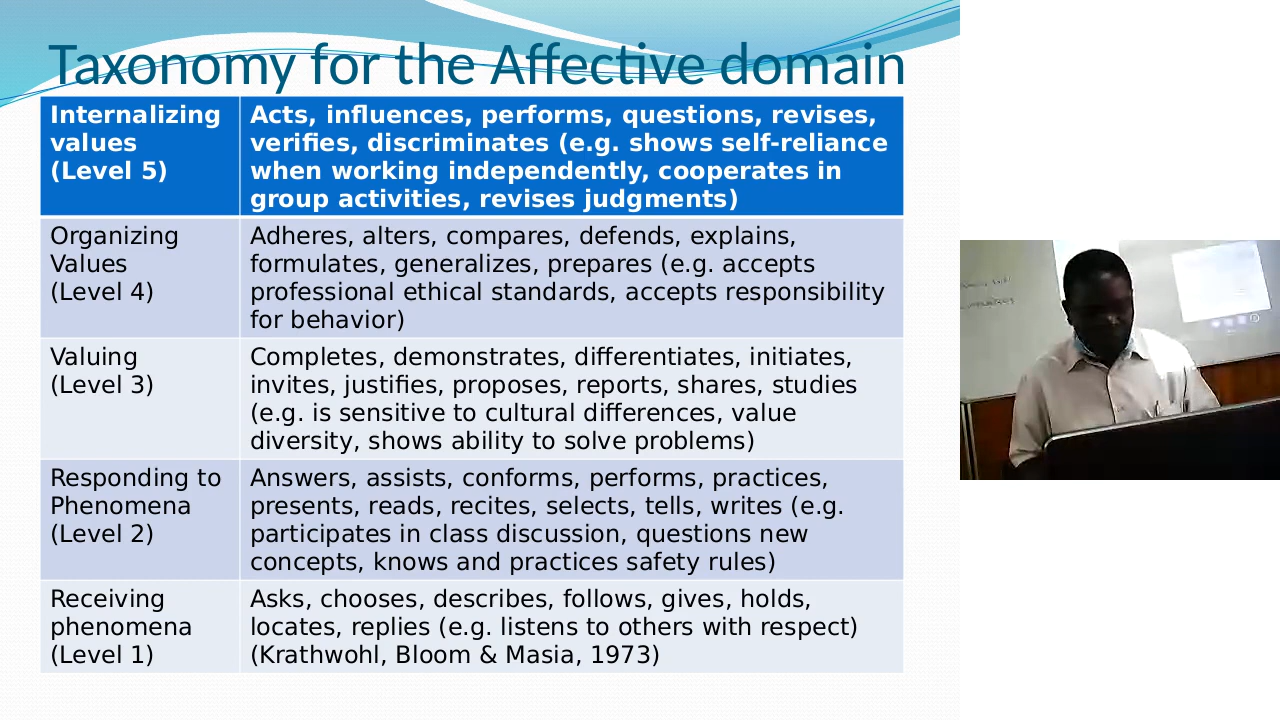 Taxonomy for the Affective domain
Internalizing
values
(Level 5)
Acts, influences, performs, questions, revises,
verifies, discriminates (e.g. shows self-reliance
when working independently, cooperates in
group activities, revises judgments)
Organizing
Values
(Level 4)
Adheres, alters, compares, defends, explains,
formulates, generalizes, prepares (e.g. accepts
professional ethical standards, accepts responsibility
for behavior)
Valuing
(Level 3)
Completes, demonstrates, differentiates, initiates,
invites, justifies, proposes, reports, shares, studies
(e.g. is sensitive to cultural differences, value
diversity, shows ability to solve problems)
Responding to
Phenomena
(Level 2)
Answers, assists, conforms, performs, practices,
presents, reads, recites, selects, tells, writes (e.g.
participates in class discussion, questions new
concepts, knows and practices safety rules)
Receiving
phenomena
(Level 1)
Asks, chooses, describes, follows, gives, holds,
locates, replies (e.g. listens to others with respect)
(Krathwohl, Bloom & Masia, 1973)